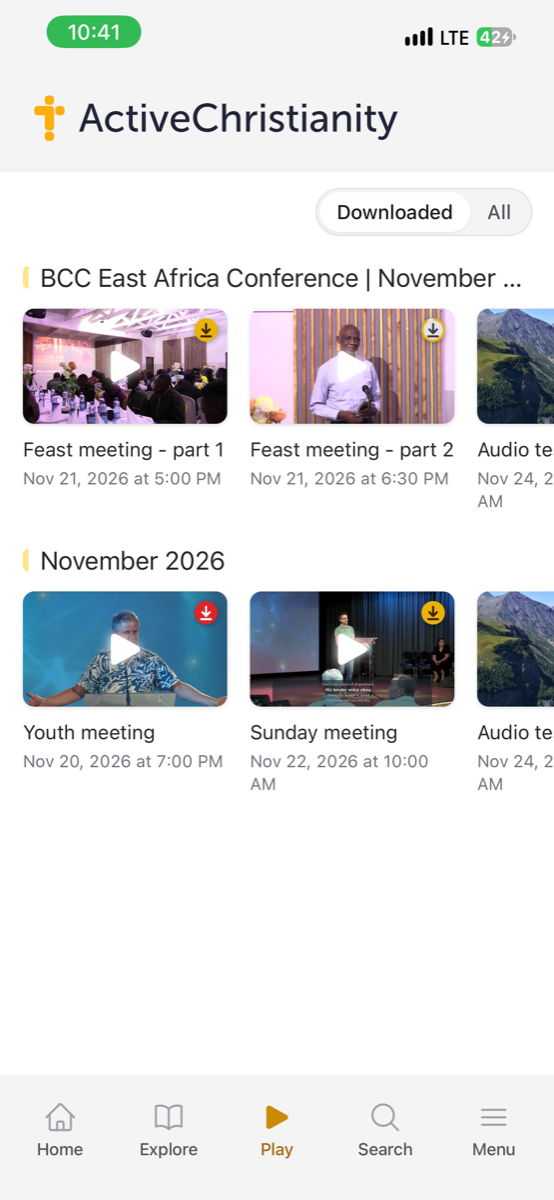 10:41
LTE 42
ActiveChristianity
Downloaded All
BCC East Africa Conference | November ...
Feast meeting - part 1
Nov 21, 2026 at 5:00 PM
Feast meeting - part 2
Nov 21, 2026 at 6:30 PM
Audio te
Nov 24, 2
AM
November 2026
Youth meeting
Nov 20, 2026 at 7:00 PM
Sunday meeting
Nov 22, 2026 at 10:00
AM
Audio te
Nov 24, 2
AM
Home Explore Play Search Menu